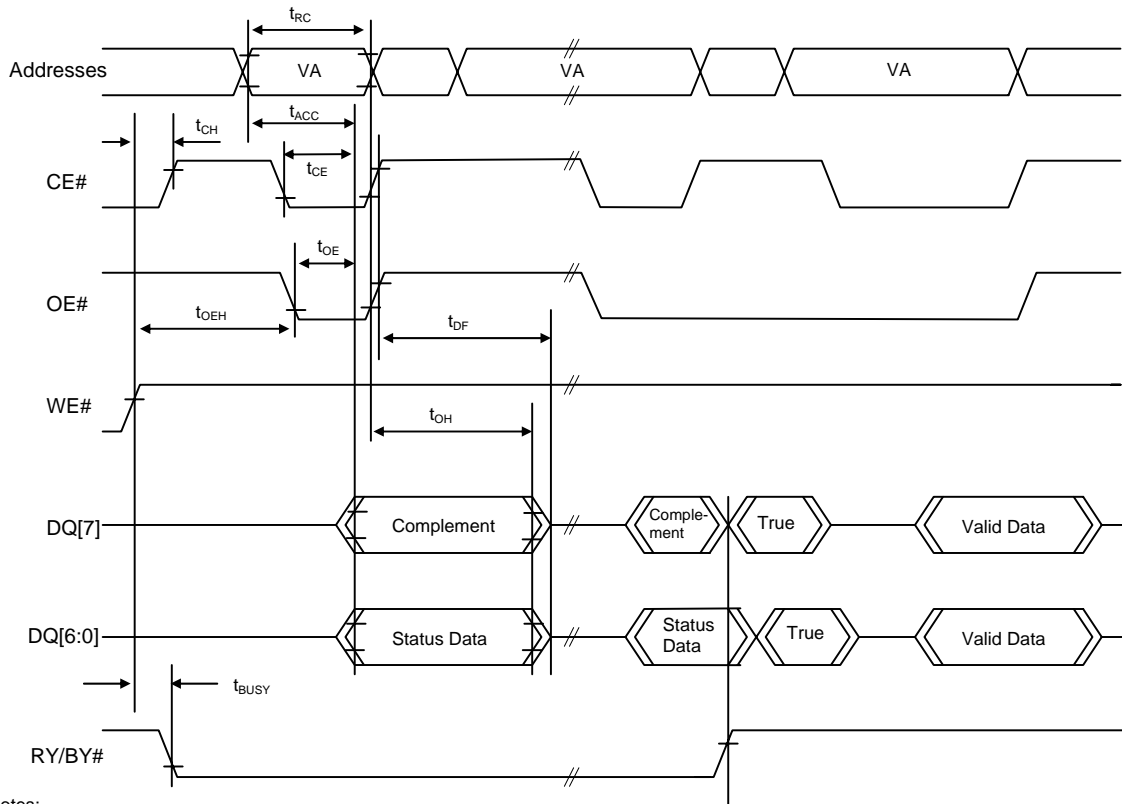 tRC
Addresses VA VA VA
tACC
tCH
tCE
CE#
tOE
OE#
tOEH
tDF
WE#
tOH
DQ[7] Complement Comple-
ment True Valid Data
DQ[6:0] Status Data Status
Data True Valid Data
tBUSY
RY/BY#